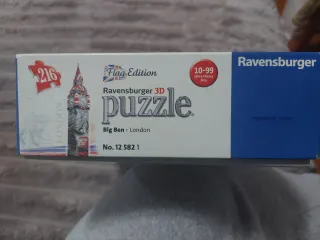 216
Flag Edition
Ravensburger 3D
puzzle
Big Ben - London
No. 12 582 1
10-99
Ravensburger